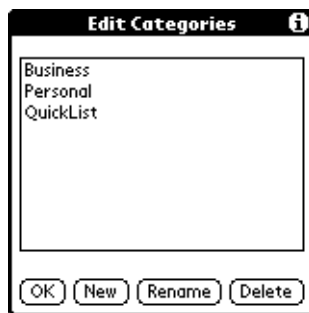 Edit Categories i
Business
Personal
QuickList
OK New Rename Delete